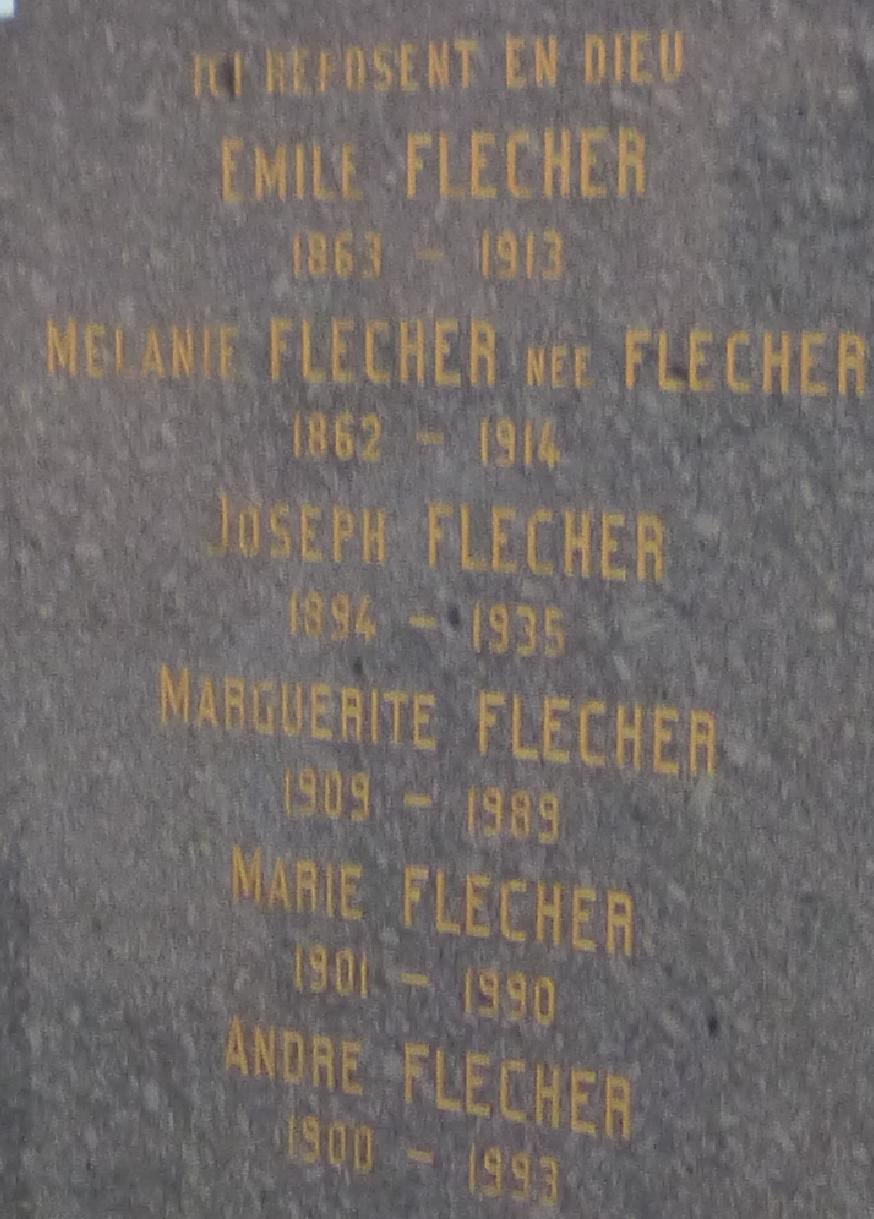 ICI REPOSENT EN DIEU
EMILE FLECHER
1863 - 1913
MELANIE FLECHER NEE FLECHER
1862 - 1914
JOSEPH FLECHER
1894 - 1935
MARGUERITE FLECHER
1909 - 1989
MARIE FLECHER
1901 - 1990
ANDRE FLECHER
1900 - 1993